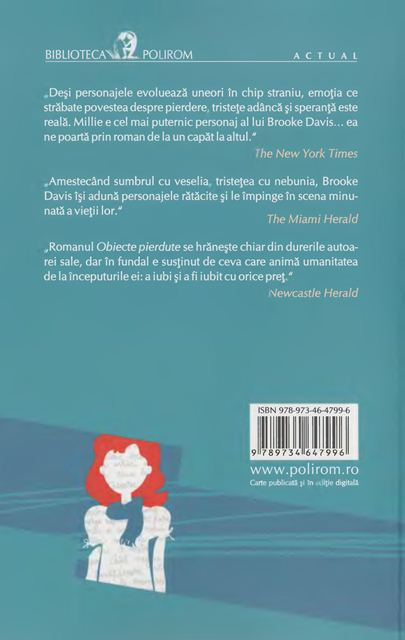 BIBLIOTECA POLIROM ACTUAL
„Deşi personajele evoluează uneori în chip straniu, emoţia ce
străbate povestea despre pierdere, tristeţe adâncă şi speranţă este
reală. Millie e cel mai puternic personaj al lui Brooke Davis... ea
ne poartă prin roman de la un capăt la altul.“
The New York Times
„Amestecând sumbrul cu veselia, tristeţea cu nebunia, Brooke
Davis îşi adună personajele rătăcite şi le împinge în scena minu-
nată a vieţii lor.“
The Miami Herald
„Romanul Obiecte pierdute se hrăneşte chiar din durerile autoa-
rei sale, dar în fundal e susţinut de ceva care animă umanitatea
de la începuturile ei: a iubi şi a fi iubit cu orice preţ.“
Newcastle Herald
ISBN 978-973-46-4799-6
9 789734 647996
www.polirom.ro
Carte publicată şi în ediţie digitală